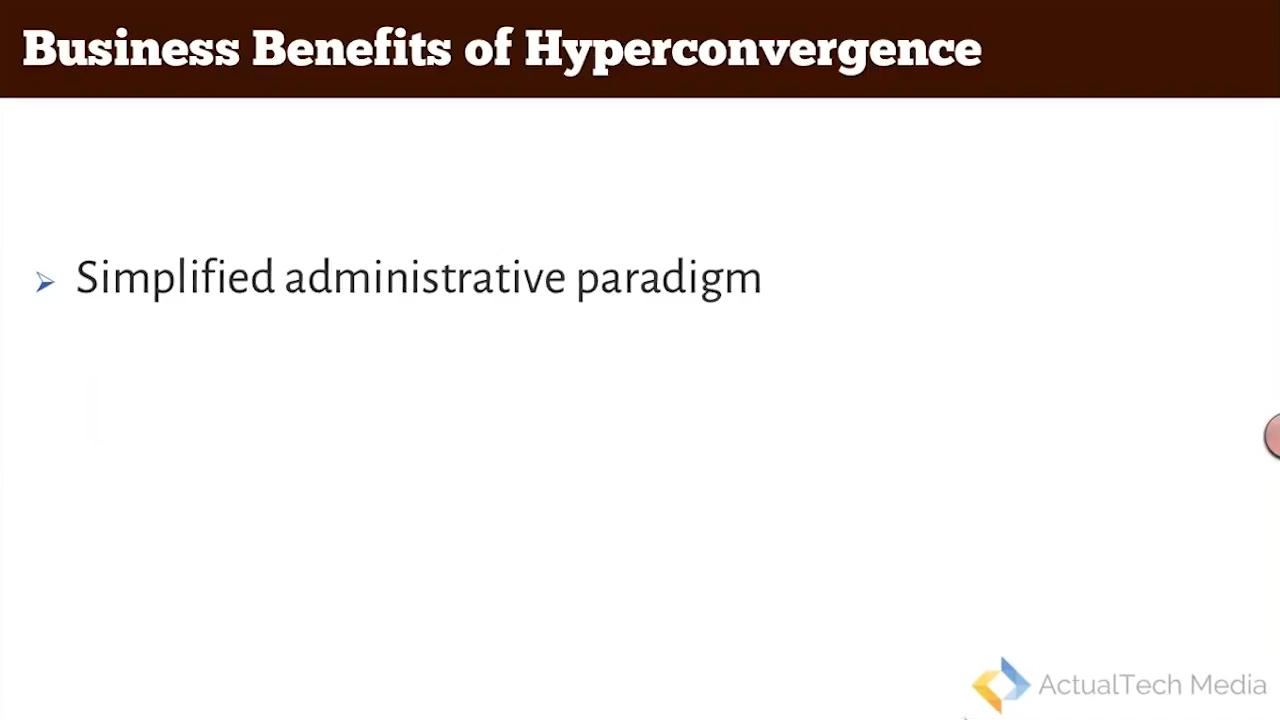 Business Benefits of Hyperconvergence
Simplified administrative paradigm
ActualTech Media